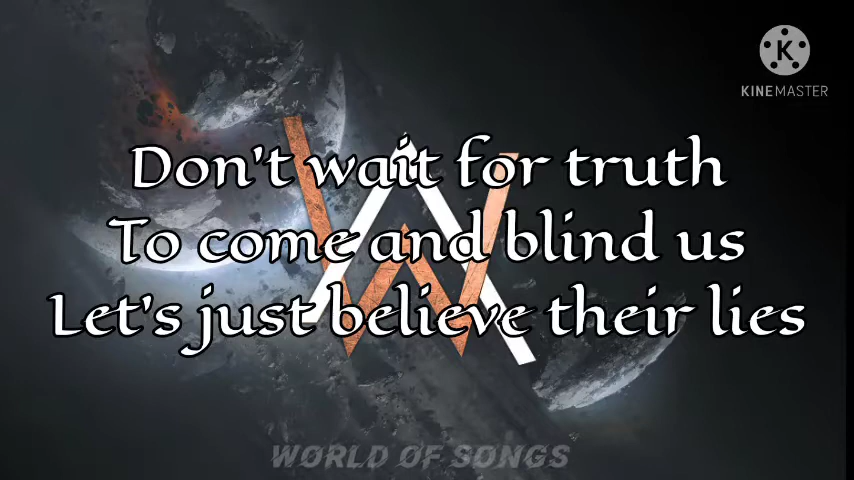 KINEMASTER
Don't wait for truth
To come and blind us
Let's just believe their lies
WORLD OF SONGS